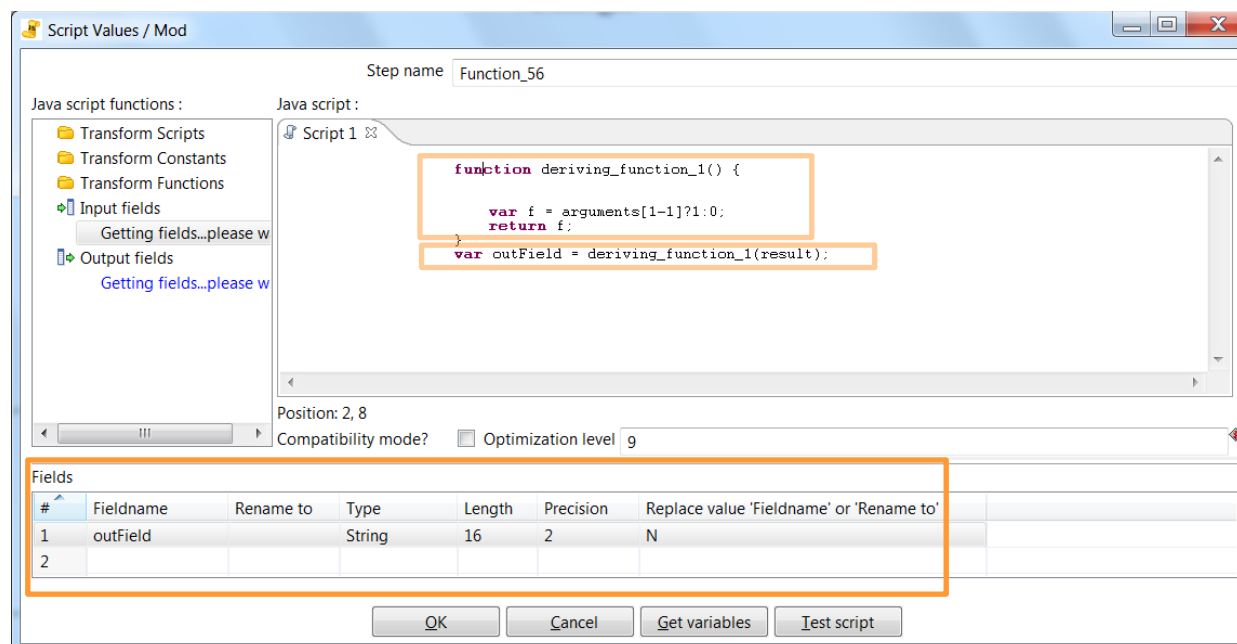 Script Values / Mod
Step name Function_56
Java script functions :
Java script :
Transform Scripts
Transform Constants
Transform Functions
Input fields
Getting fields...please w
Output fields
Getting fields...please w
Script 1
function deriving_function_1() {
var f = arguments[1-1]?1:0;
return f;
}
var outField = deriving_function_1(result);
Position: 2, 8
Compatibility mode? Optimization level 9
Fields
# Fieldname Rename to Type Length Precision Replace value 'Fieldname' or 'Rename to'
1 outField String 16 2 N
2
OK Cancel Get variables Test script